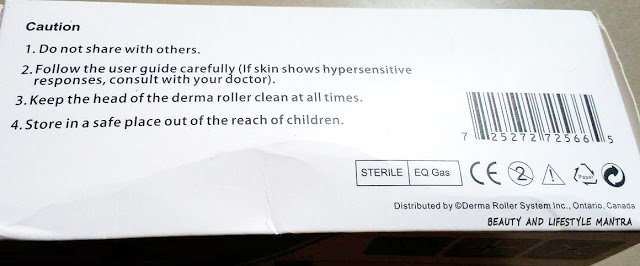 Caution
1. Do not share with others.
2. Follow the user guide carefully (If skin shows hypersensitive
responses, consult with your doctor).
3. Keep the head of the derma roller clean at all times.
4. Store in a safe place out of the reach of children.
7 25272 72566 5
STERILE EQ Gas
CE 2 Paper
Distributed by ©Derma Roller System Inc., Ontario, Canada
BEAUTY AND LIFESTYLE MANTRA